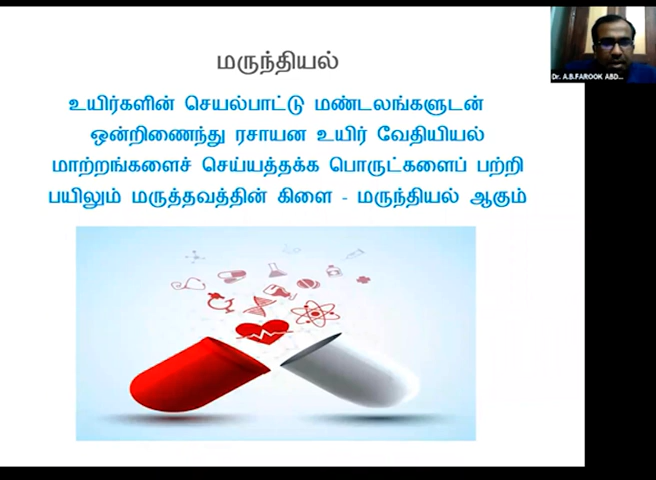 மருந்தியல்
உயிர்களின் செயல்பாட்டு மண்டலங்களுடன்
ஒன்றிணைந்து ரசாயன உயிர் வேதியியல்
மாற்றங்களைச் செய்யத்தக்க பொருட்களைப் பற்றி
பயிலும் மருத்தவத்தின் கிளை - மருந்தியல் ஆகும்
Dr. A.B.FAROOK ABD...